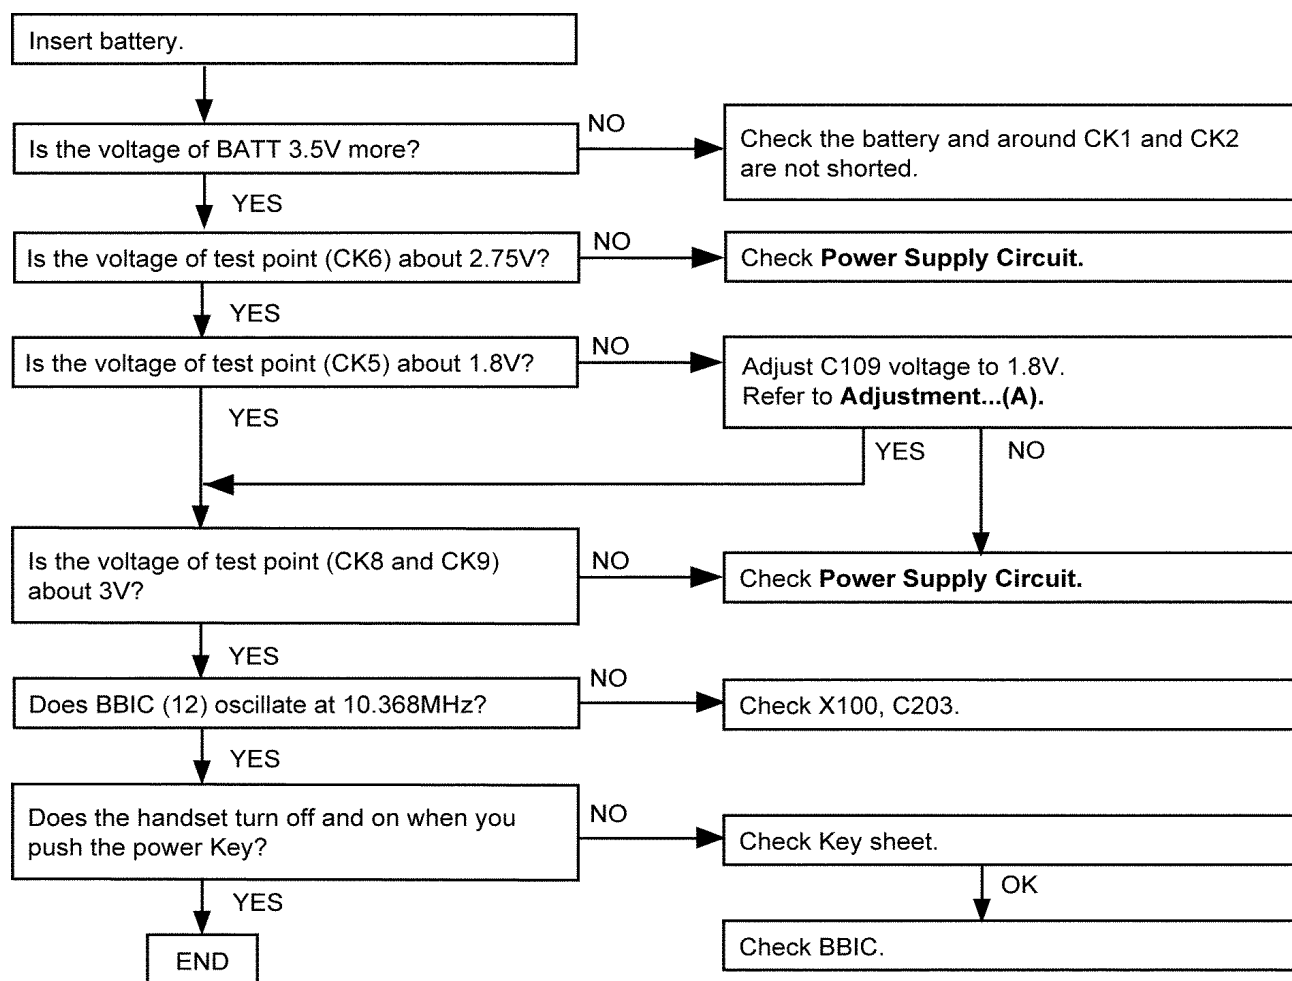 Insert battery.
NO
Is the voltage of BATT 3.5V more?
Check the battery and around CK1 and CK2
are not shorted.
YES
NO
Is the voltage of test point (CK6) about 2.75V?
Check Power Supply Circuit.
YES
NO
Is the voltage of test point (CK5) about 1.8V?
Adjust C109 voltage to 1.8V.
Refer to Adjustment...(A).
YES
YES
NO
Is the voltage of test point (CK8 and CK9)
about 3V?
NO
Check Power Supply Circuit.
YES
NO
Does BBIC (12) oscillate at 10.368MHz?
Check X100, C203.
YES
Does the handset turn off and on when you
push the power Key?
NO
Check Key sheet.
YES
OK
END
Check BBIC.